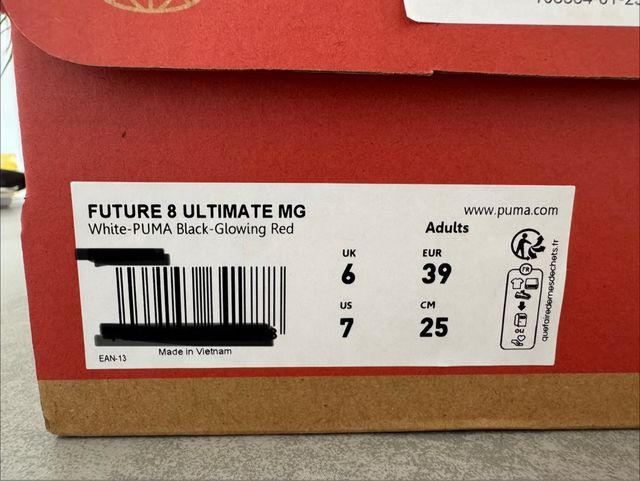 FUTURE 8 ULTIMATE MG
White-PUMA Black-Glowing Red
www.puma.com
Adults
UK
6
EUR
39
US
7
CM
25
EAN-13
Made in Vietnam
FR
OU
quefairedemesdechets.fr